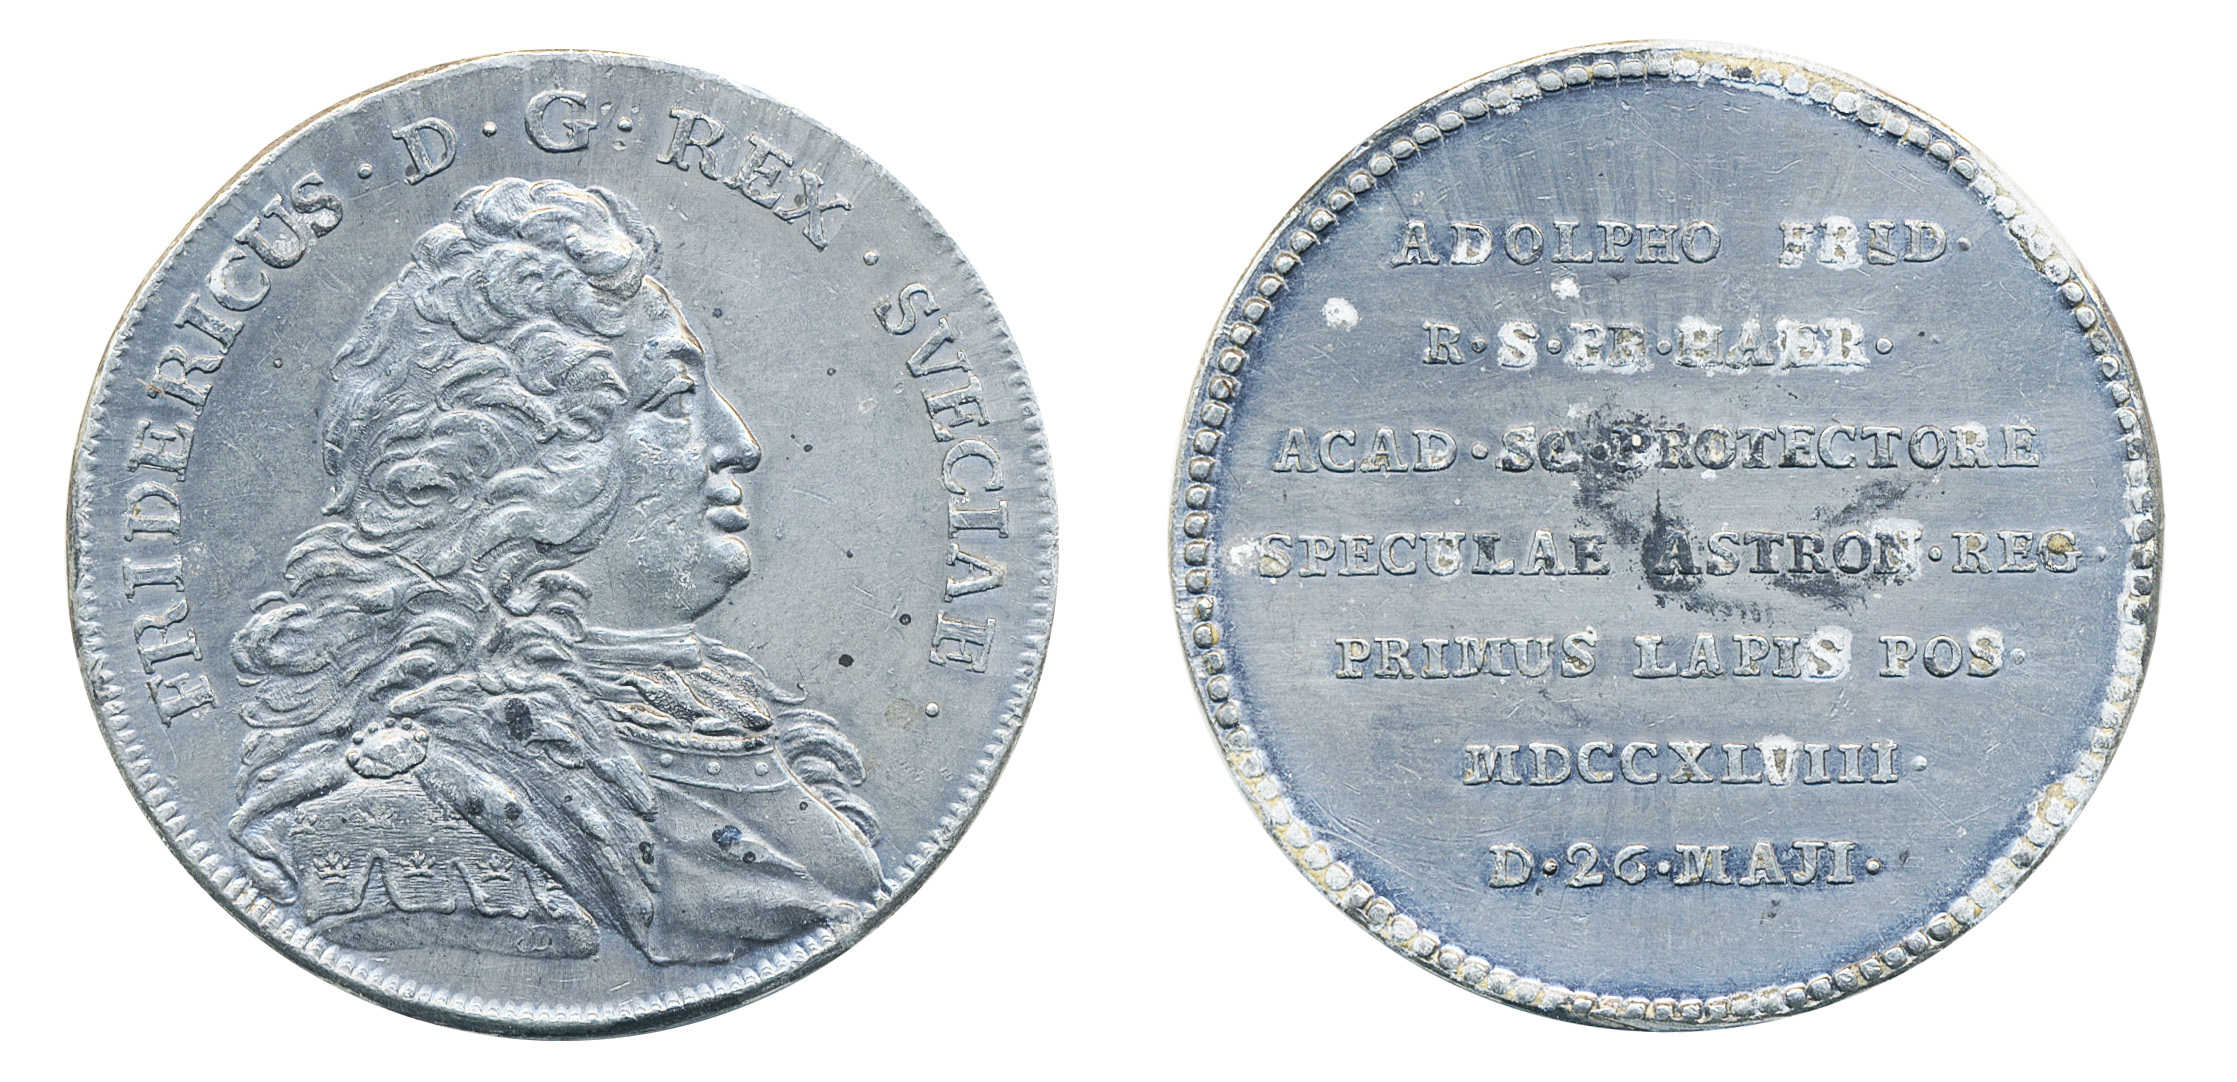 FRIDERICUS · D · G : REX · SVECIAE ·
ADOLPHO FRID·
R · S · PR · HAER ·
ACAD · SC · PROTECTORE
SPECULAE ASTRON · REG ·
PRIMUS LAPIS POS·
MDCCXLVIII·
D · 26 · MAJI ·